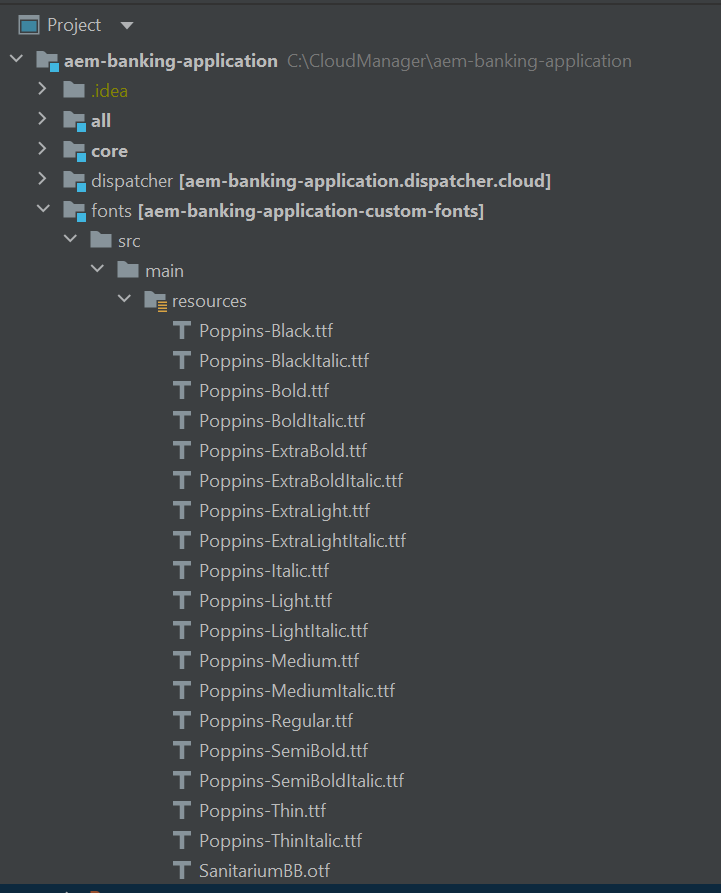 Project
aem-banking-application C:\CloudManager\aem-banking-application
.idea
all
core
dispatcher [aem-banking-application.dispatcher.cloud]
fonts [aem-banking-application-custom-fonts]
src
main
resources
Poppins-Black.ttf
Poppins-BlackItalic.ttf
Poppins-Bold.ttf
Poppins-BoldItalic.ttf
Poppins-ExtraBold.ttf
Poppins-ExtraBoldItalic.ttf
Poppins-ExtraLight.ttf
Poppins-ExtraLightItalic.ttf
Poppins-Italic.ttf
Poppins-Light.ttf
Poppins-LightItalic.ttf
Poppins-Medium.ttf
Poppins-MediumItalic.ttf
Poppins-Regular.ttf
Poppins-SemiBold.ttf
Poppins-SemiBoldItalic.ttf
Poppins-Thin.ttf
Poppins-ThinItalic.ttf
SanitariumBB.otf